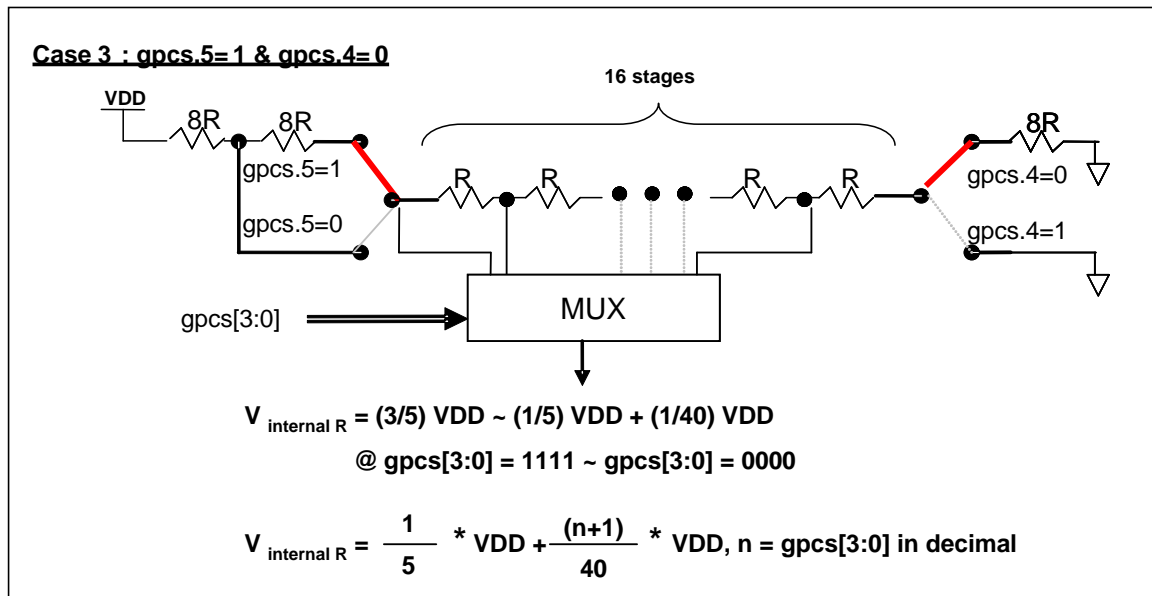 Case 3 : gpcs.5= 1 & gpcs.4= 0
16 stages
VDD
8R 8R 8R
gpcs.5=1 R R R R gpcs.4=0
gpcs.5=0 gpcs.4=1
gpcs[3:0] MUX
V internal R = (3/5) VDD ~ (1/5) VDD + (1/40) VDD
@ gpcs[3:0] = 1111 ~ gpcs[3:0] = 0000
V internal R = 1/5 * VDD + (n+1)/40 * VDD, n = gpcs[3:0] in decimal